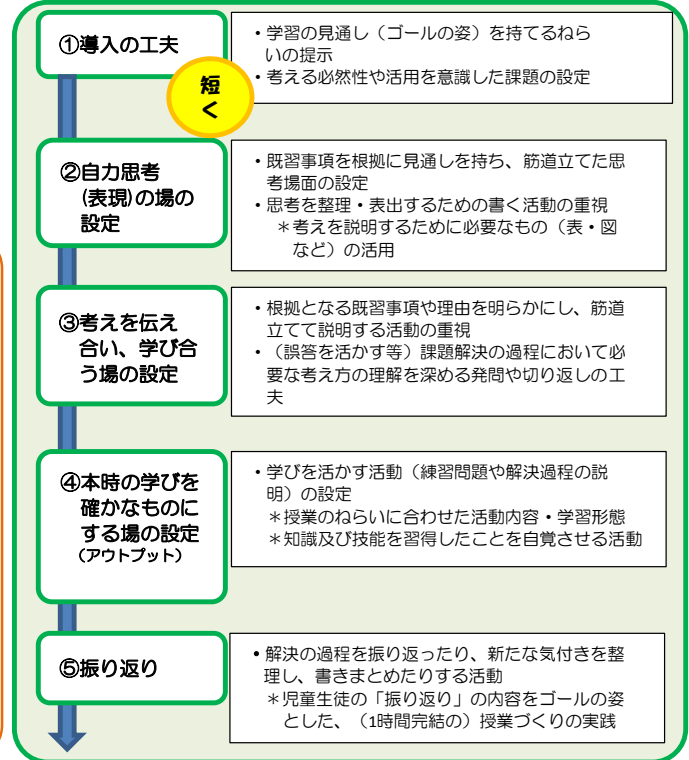 ①導入の工夫
・学習の見通し（ゴールの姿）を持てるねら
いの提示
・考える必然性や活用を意識した課題の設定
短
く
②自力思考
(表現)の場の
設定
・既習事項を根拠に見通しを持ち、筋道立てた思
考場面の設定
・思考を整理・表出するための書く活動の重視
＊考えを説明するために必要なもの（表・図
など）の活用
③考えを伝え
合い、学び合
う場の設定
・根拠となる既習事項や理由を明らかにし、筋道
立てて説明する活動の重視
・（誤答を活かす等）課題解決の過程において必
要な考え方の理解を深める発問や切り返しの工
夫
④本時の学びを
確かなものに
する場の設定
（アウトプット）
・学びを活かす活動（練習問題や解決過程の説
明）の設定
＊授業のねらいに合わせた活動内容・学習形態
＊知識及び技能を習得したことを自覚させる活動
⑤振り返り
・解決の過程を振り返ったり、新たな気付きを整
理し、書きまとめたりする活動
＊児童生徒の「振り返り」の内容をゴールの姿
とした、（1時間完結の）授業づくりの実践